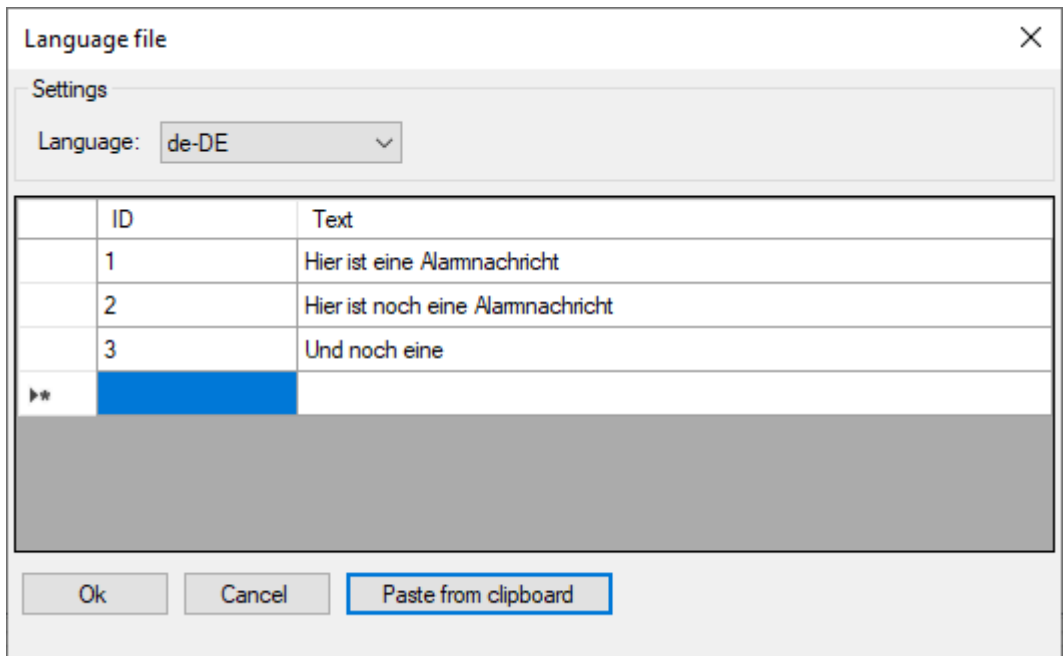 Language file
Settings
Language: de-DE
ID Text
1 Hier ist eine Alarmnachricht
2 Hier ist noch eine Alarmnachricht
3 Und noch eine
Ok Cancel Paste from clipboard